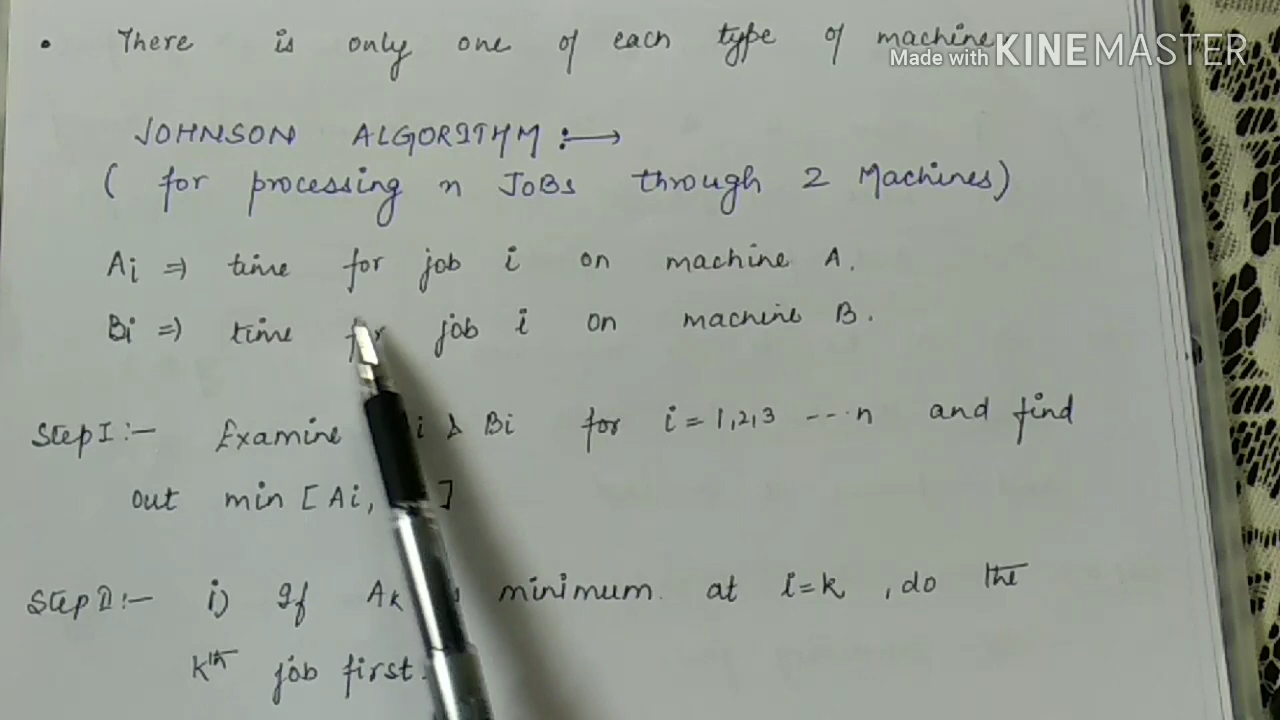 • There is only one of each type of machine
Made with KINEMASTER
JOHNSON ALGORITHM :→
( for processing n JOBS through 2 Machines)
Ai ⇒ time for job i on machine A.
Bi ⇒ time for job i on machine B.
Step I :- Examine i & Bi for i = 1,2,3 ---n and find
out min [ Ai, ]
Step II :- i) If AK minimum. at i=k , do the
Kth job first.